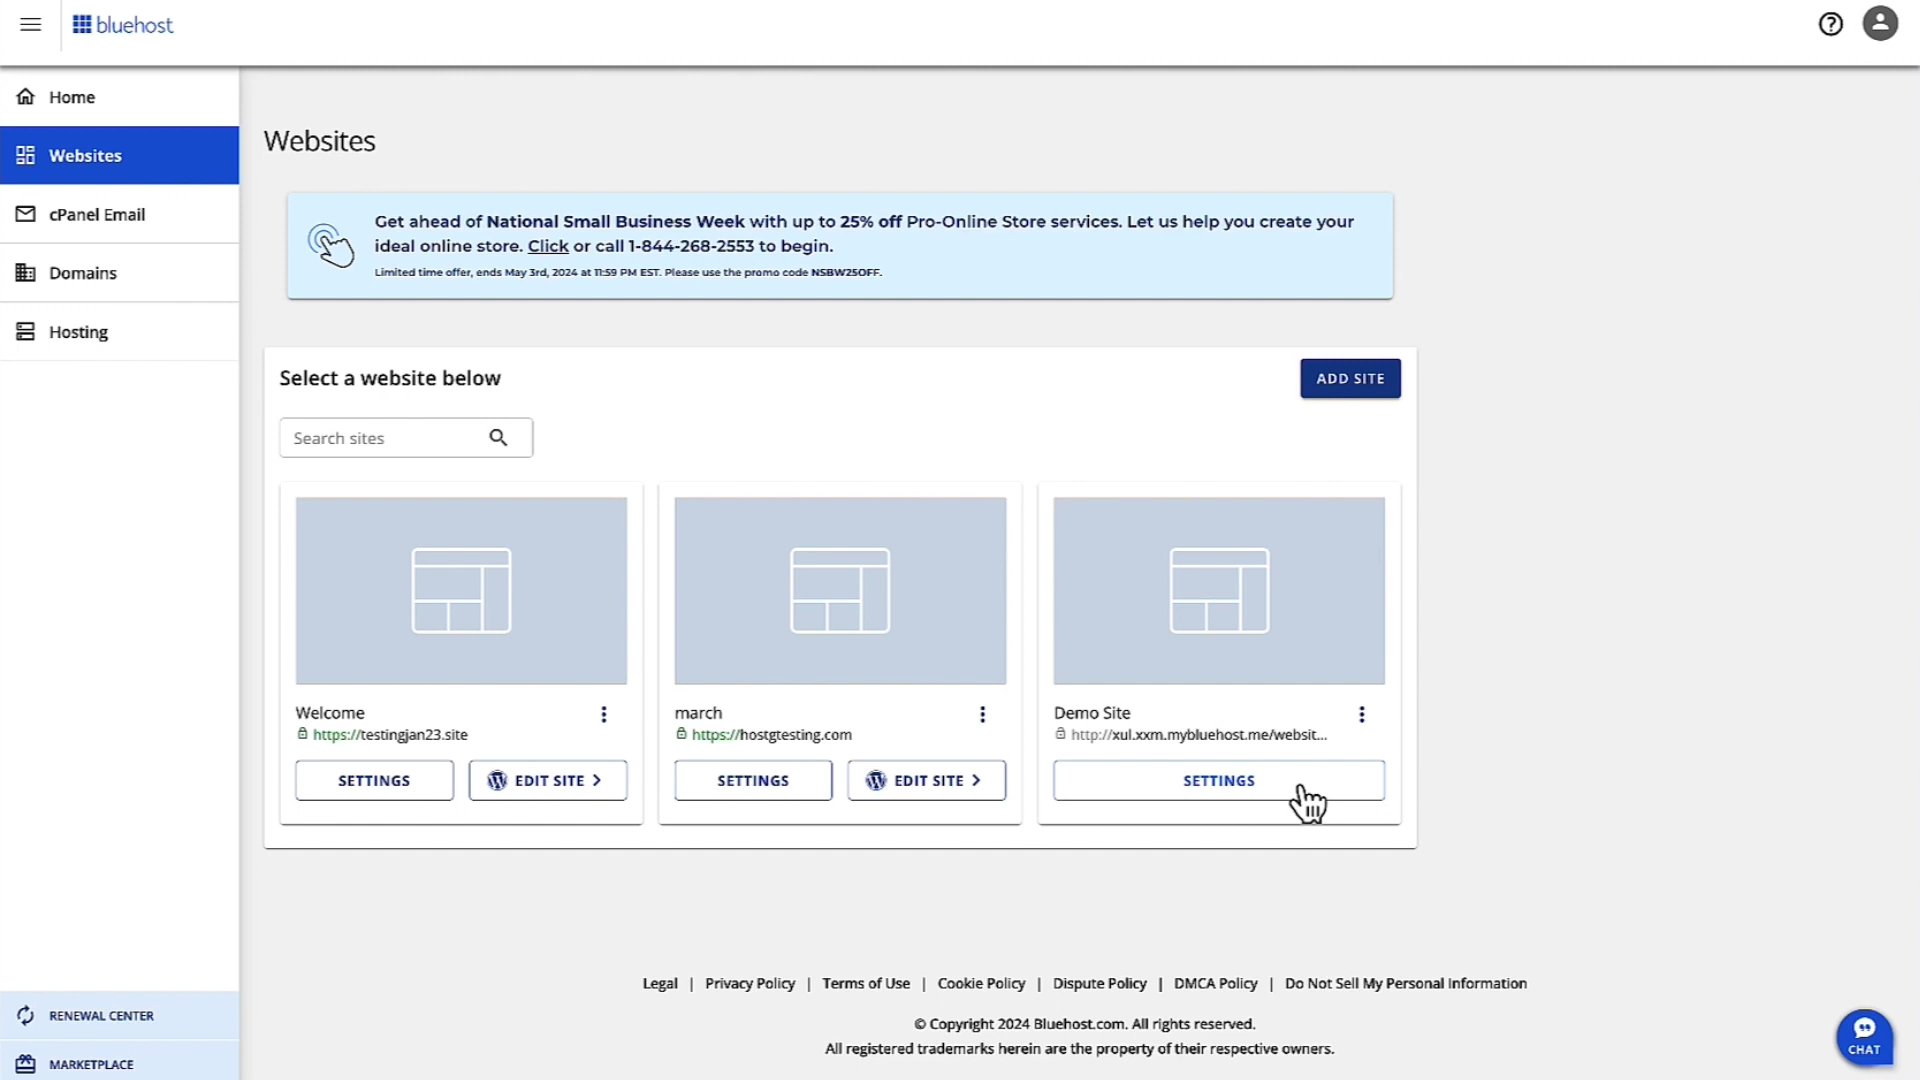 bluehost
Home
Websites
cPanel Email
Domains
Hosting
RENEWAL CENTER
MARKETPLACE
Websites
Get ahead of National Small Business Week with up to 25% off Pro-Online Store services. Let us help you create your
ideal online store. Click or call 1-844-268-2553 to begin.
Limited time offer, ends May 3rd, 2024 at 11:59 PM EST. Please use the promo code NSBW25OFF.
Select a website below
ADD SITE
Search sites
Welcome
https://testingjan23.site
SETTINGS
EDIT SITE
march
https://hostgtesting.com
SETTINGS
EDIT SITE
Demo Site
http://xul.xxm.mybluehost.me/websit...
SETTINGS
Legal | Privacy Policy | Terms of Use | Cookie Policy | Dispute Policy | DMCA Policy | Do Not Sell My Personal Information
© Copyright 2024 Bluehost.com. All rights reserved.
All registered trademarks herein are the property of their respective owners.
CHAT